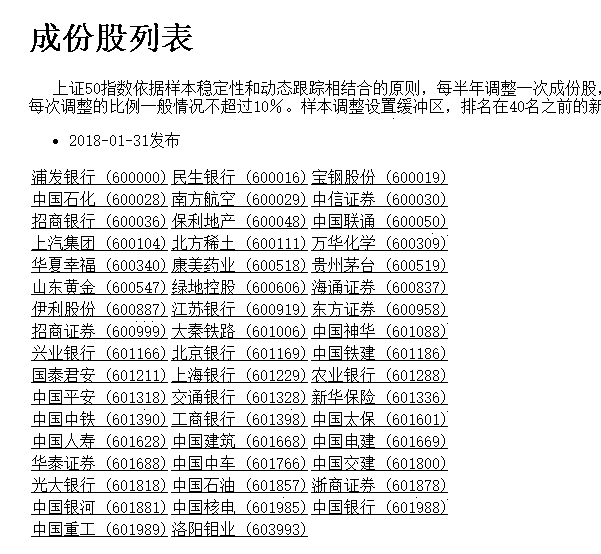 成份股列表
上证50指数依据样本稳定性和动态跟踪相结合的原则，每半年调整一次成份股，
每次调整的比例一般情况不超过10％。样本调整设置缓冲区，排名在40名之前的新
• 2018-01-31发布
浦发银行 (600000) 民生银行 (600016) 宝钢股份 (600019)
中国石化 (600028) 南方航空 (600029) 中信证券 (600030)
招商银行 (600036) 保利地产 (600048) 中国联通 (600050)
上汽集团 (600104) 北方稀土 (600111) 万华化学 (600309)
华夏幸福 (600340) 康美药业 (600518) 贵州茅台 (600519)
山东黄金 (600547) 绿地控股 (600606) 海通证券 (600837)
伊利股份 (600887) 江苏银行 (600919) 东方证券 (600958)
招商证券 (600999) 大秦铁路 (601006) 中国神华 (601088)
兴业银行 (601166) 北京银行 (601169) 中国铁建 (601186)
国泰君安 (601211) 上海银行 (601229) 农业银行 (601288)
中国平安 (601318) 交通银行 (601328) 新华保险 (601336)
中国中铁 (601390) 工商银行 (601398) 中国太保 (601601)
中国人寿 (601628) 中国建筑 (601668) 中国电建 (601669)
华泰证券 (601688) 中国中车 (601766) 中国交建 (601800)
光大银行 (601818) 中国石油 (601857) 浙商证券 (601878)
中国银河 (601881) 中国核电 (601985) 中国银行 (601988)
中国重工 (601989) 洛阳钼业 (603993)